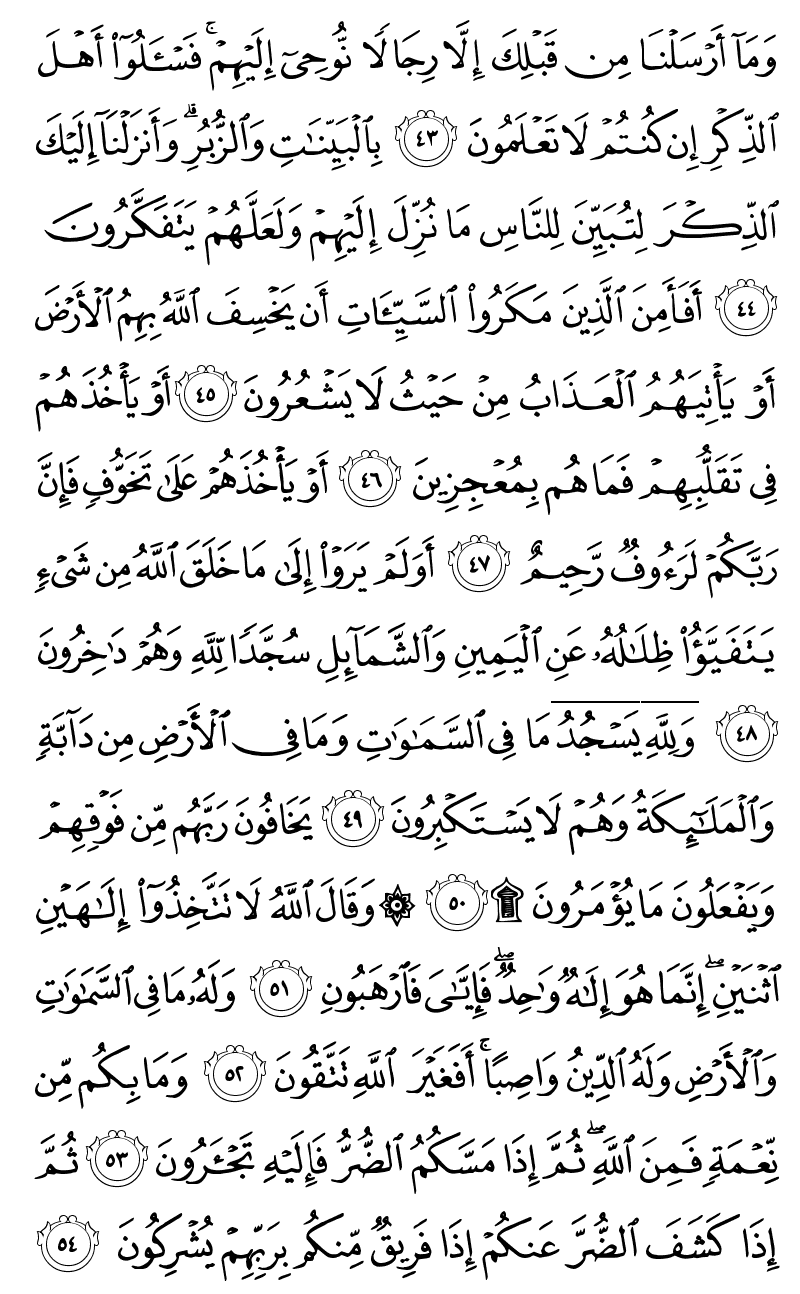 وَمَآ أَرۡسَلۡنَا مِن قَبۡلِكَ إِلَّا رِجَالٗا نُّوحِيٓ إِلَيۡهِمۡۚ فَسۡـَٔلُوٓاْ أَهۡلَ
ٱلذِّكۡرِ إِن كُنتُمۡ لَا تَعۡلَمُونَ ٤٣ بِٱلۡبَيِّنَٰتِ وَٱلزُّبُرِۗ وَأَنزَلۡنَآ إِلَيۡكَ
ٱلذِّكۡرَ لِتُبَيِّنَ لِلنَّاسِ مَا نُزِّلَ إِلَيۡهِمۡ وَلَعَلَّهُمۡ يَتَفَكَّرُونَ
٤٤ أَفَأَمِنَ ٱلَّذِينَ مَكَرُواْ ٱلسَّيِّـَٔاتِ أَن يَخۡسِفَ ٱللَّهُ بِهِمُ ٱلۡأَرۡضَ
أَوۡ يَأۡتِيَهُمُ ٱلۡعَذَابُ مِنۡ حَيۡثُ لَا يَشۡعُرُونَ ٤٥ أَوۡ يَأۡخُذَهُمۡ
فِي تَقَلُّبِهِمۡ فَمَا هُم بِمُعۡجِزِينَ ٤٦ أَوۡ يَأۡخُذَهُمۡ عَلَىٰ تَخَوُّفٖ فَإِنَّ
رَبَّكُمۡ لَرَءُوفٞ رَّحِيمٌ ٤٧ أَوَلَمۡ يَرَوۡاْ إِلَىٰ مَا خَلَقَ ٱللَّهُ مِن شَيۡءٖ
يَتَفَيَّؤُاْ ظِلَٰلُهُۥ عَنِ ٱلۡيَمِينِ وَٱلشَّمَآئِلِ سُجَّدٗا لِّلَّهِ وَهُمۡ دَٰخِرُونَ
٤٨ وَلِلَّهِۤ يَسۡجُدُۤ مَا فِي ٱلسَّمَٰوَٰتِ وَمَا فِي ٱلۡأَرۡضِ مِن دَآبَّةٖ
وَٱلۡمَلَٰٓئِكَةُ وَهُمۡ لَا يَسۡتَكۡبِرُونَ ٤٩ يَخَافُونَ رَبَّهُم مِّن فَوۡقِهِمۡ
وَيَفۡعَلُونَ مَا يُؤۡمَرُونَ ۩ ٥٠ ۞ وَقَالَ ٱللَّهُ لَا تَتَّخِذُوٓاْ إِلَٰهَيۡنِ
ٱثۡنَيۡنِۖ إِنَّمَا هُوَ إِلَٰهٞ وَٰحِدٞ فَإِيَّٰيَ فَٱرۡهَبُونِ ٥١ وَلَهُۥ مَا فِي ٱلسَّمَٰوَٰتِ
وَٱلۡأَرۡضِ وَلَهُ ٱلدِّينُ وَاصِبًاۚ أَفَغَيۡرَ ٱللَّهِ تَتَّقُونَ ٥٢ وَمَا بِكُم مِّن
نِّعۡمَةٖ فَمِنَ ٱللَّهِۖ ثُمَّ إِذَا مَسَّكُمُ ٱلضُّرُّ فَإِلَيۡهِ تَجۡـَٔرُونَ ٥٣ ثُمَّ
إِذَا كَشَفَ ٱلضُّرَّ عَنكُمۡ إِذَا فَرِيقٞ مِّنكُم بِرَبِّهِمۡ يُشۡرِكُونَ ٥٤